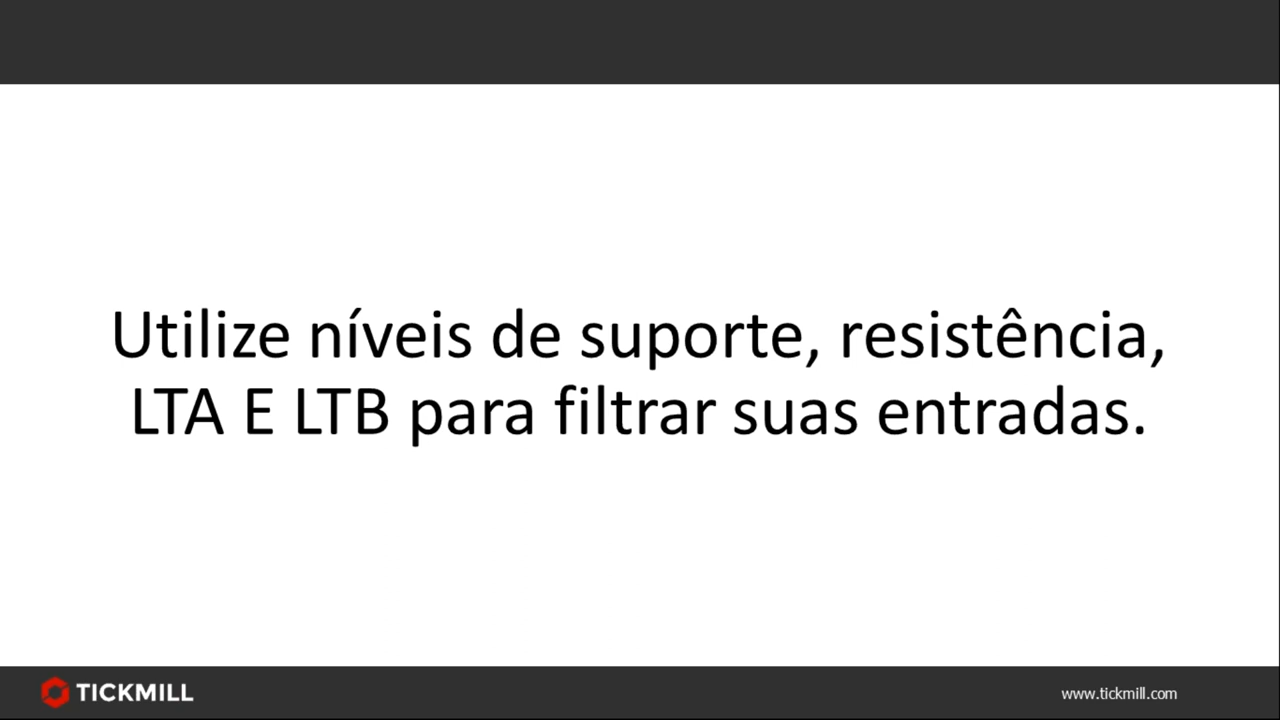 Utilize níveis de suporte, resistência,
LTA E LTB para filtrar suas entradas.
TICKMILL
www.tickmill.com